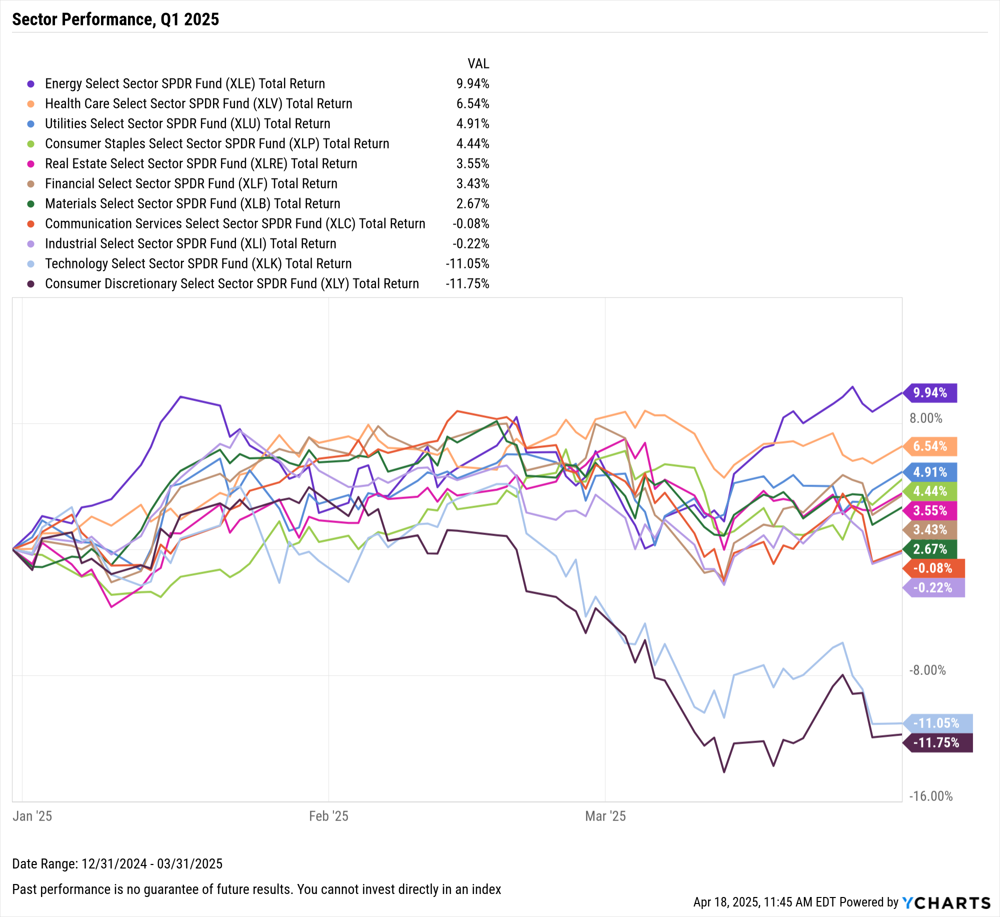 Sector Performance, Q1 2025
VAL
Energy Select Sector SPDR Fund (XLE) Total Return 9.94%
Health Care Select Sector SPDR Fund (XLV) Total Return 6.54%
Utilities Select Sector SPDR Fund (XLU) Total Return 4.91%
Consumer Staples Select Sector SPDR Fund (XLP) Total Return 4.44%
Real Estate Select Sector SPDR Fund (XLRE) Total Return 3.55%
Financial Select Sector SPDR Fund (XLF) Total Return 3.43%
Materials Select Sector SPDR Fund (XLB) Total Return 2.67%
Communication Services Select Sector SPDR Fund (XLC) Total Return -0.08%
Industrial Select Sector SPDR Fund (XLI) Total Return -0.22%
Technology Select Sector SPDR Fund (XLK) Total Return -11.05%
Consumer Discretionary Select Sector SPDR Fund (XLY) Total Return -11.75%
9.94%
8.00%
6.54%
4.91%
4.44%
3.55%
3.43%
2.67%
-0.08%
-0.22%
-8.00%
-11.05%
-11.75%
-16.00%
Jan '25 Feb '25 Mar '25
Date Range: 12/31/2024 - 03/31/2025
Past performance is no guarantee of future results. You cannot invest directly in an index
Apr 18, 2025, 11:45 AM EDT Powered by YCHARTS